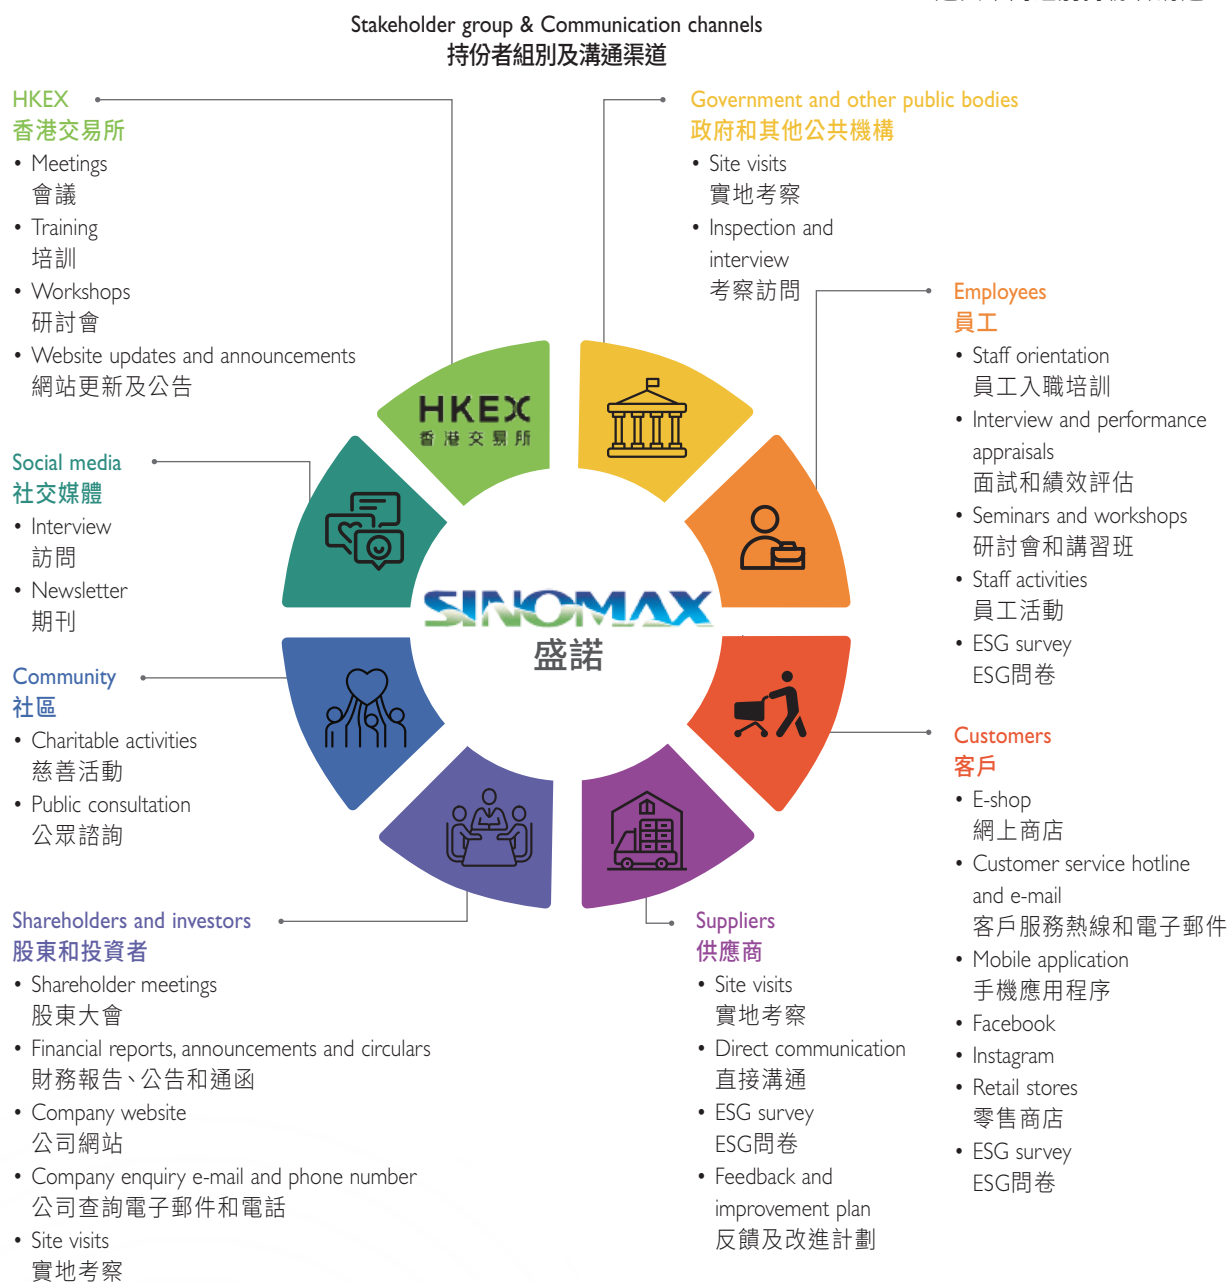 Stakeholder group & Communication channels
持份者組別及溝通渠道
HKEX
香港交易所
• Meetings
會議
• Training
培訓
• Workshops
研討會
• Website updates and announcements
網站更新及公告
Government and other public bodies
政府和其他公共機構
• Site visits
實地考察
• Inspection and
interview
考察訪問
Employees
員工
• Staff orientation
員工入職培訓
• Interview and performance
appraisals
面試和績效評估
• Seminars and workshops
研討會和講習班
• Staff activities
員工活動
• ESG survey
ESG問卷
HKEX
香港交易所
Social media
社交媒體
• Interview
訪問
• Newsletter
期刊
SINOMAX
盛諾
Community
社區
• Charitable activities
慈善活動
• Public consultation
公眾諮詢
Customers
客戶
• E-shop
網上商店
• Customer service hotline
and e-mail
客戶服務熱線和電子郵件
• Mobile application
手機應用程序
• Facebook
• Instagram
• Retail stores
零售商店
• ESG survey
ESG問卷
Shareholders and investors
股東和投資者
• Shareholder meetings
股東大會
• Financial reports, announcements and circulars
財務報告、公告和通函
• Company website
公司網站
• Company enquiry e-mail and phone number
公司查詢電子郵件和電話
• Site visits
實地考察
Suppliers
供應商
• Site visits
實地考察
• Direct communication
直接溝通
• ESG survey
ESG問卷
• Feedback and
improvement plan
反饋及改進計劃